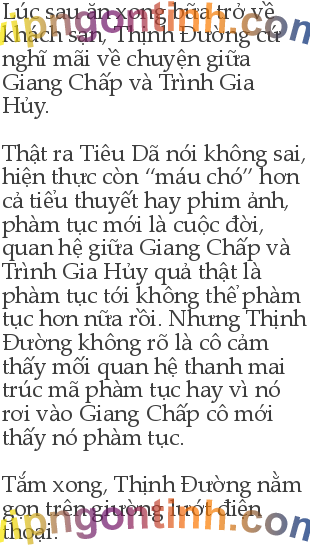 Lúc sau ăn xong bữa trở về
khách sạn, Thịnh Đường cứ
nghĩ mãi về chuyện giữa
Giang Chấp và Trình Gia
Hủy.
Thật ra Tiêu Dã nói không sai,
hiện thực còn “máu chó” hơn
cả tiểu thuyết hay phim ảnh,
phàm tục mới là cuộc đời,
quan hệ giữa Giang Chấp và
Trình Gia Hủy quả thật là
phàm tục tới không thể phàm
tục hơn nữa rồi. Nhưng Thịnh
Đường không rõ là cô cảm
thấy mối quan hệ thanh mai
trúc mã phàm tục hay vì nó
rơi vào Giang Chấp cô mới
thấy nó phàm tục.
Tắm xong, Thịnh Đường nằm
gọn trên giường lướt điện
thoại.